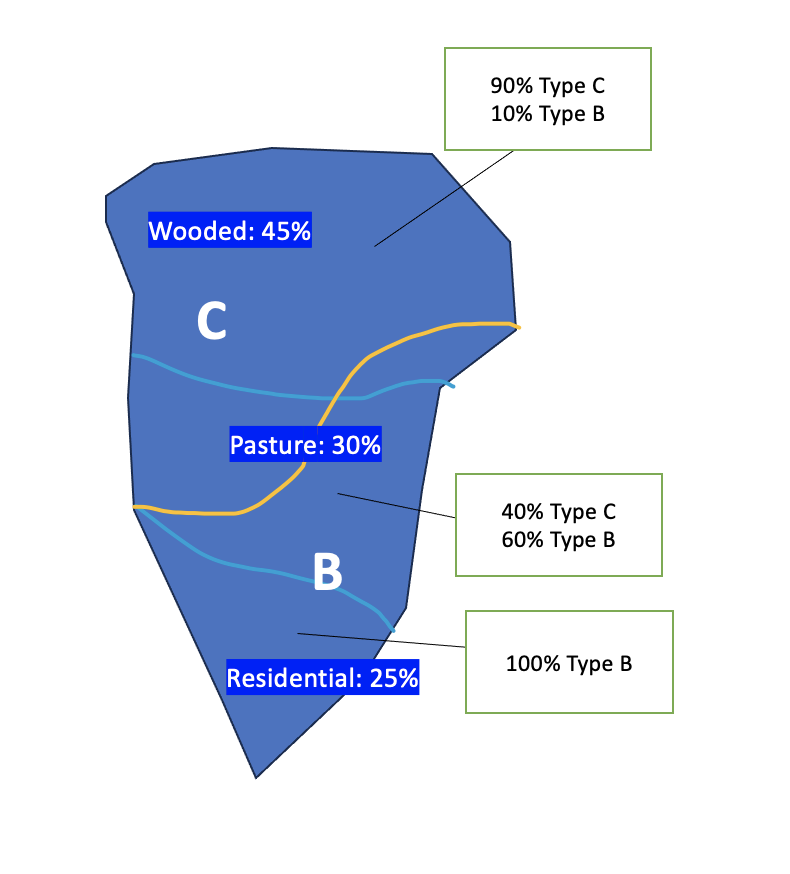 90% Type C
10% Type B
Wooded: 45%
C
Pasture: 30%
40% Type C
60% Type B
B
100% Type B
Residential: 25%